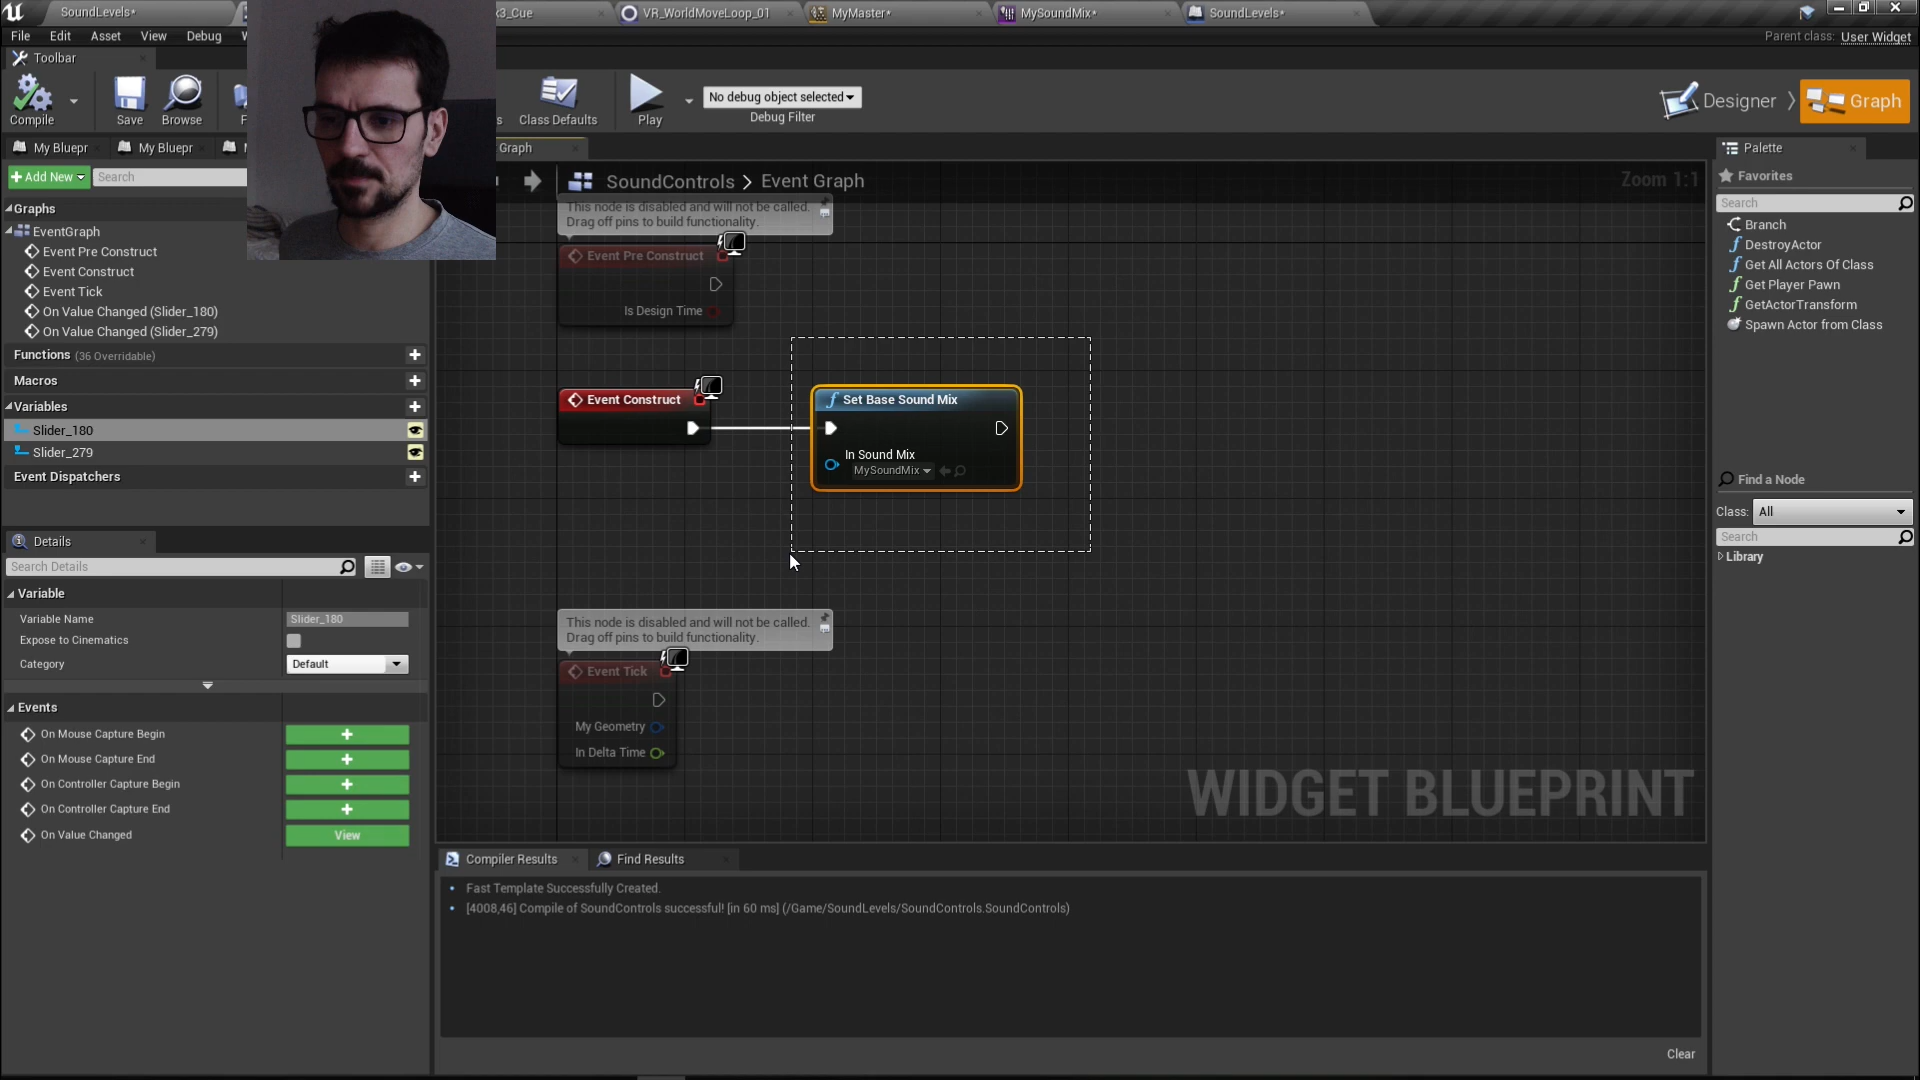 SoundLevels*
k3_Cue
VR_WorldMoveLoop_01
MyMaster*
MySoundMix*
SoundLevels*
File
Edit
Asset
View
Debug
Parent class: User Widget
Toolbar
Compile
Save
Browse
Class Defaults
Play
No debug object selected
Debug Filter
Designer
Graph
My Bluepr
My Bluepr
Graph
Palette
Add New
Search
SoundControls > Event Graph
Zoom 1:1
Favorites
Search
Graphs
EventGraph
Event Pre Construct
Event Construct
Event Tick
On Value Changed (Slider_180)
On Value Changed (Slider_279)
Functions (36 Overridable)
Macros
Variables
Slider_180
Slider_279
Event Dispatchers
Branch
DestroyActor
Get All Actors Of Class
Get Player Pawn
GetActorTransform
Spawn Actor from Class
This node is disabled and will not be called.
Drag off pins to build functionality.
Event Pre Construct
Is Design Time
Event Construct
Set Base Sound Mix
In Sound Mix
MySoundMix
Find a Node
Class:
All
Search
Library
Details
Search Details
Variable
Variable Name
Slider_180
Expose to Cinematics
Category
Default
Events
On Mouse Capture Begin
On Mouse Capture End
On Controller Capture Begin
On Controller Capture End
On Value Changed
View
This node is disabled and will not be called.
Drag off pins to build functionality.
Event Tick
My Geometry
In Delta Time
WIDGET BLUEPRINT
Compiler Results
Find Results
Fast Template Successfully Created.
[4008,46] Compile of SoundControls successful! [in 60 ms] (/Game/SoundLevels/SoundControls.SoundControls)
Clear